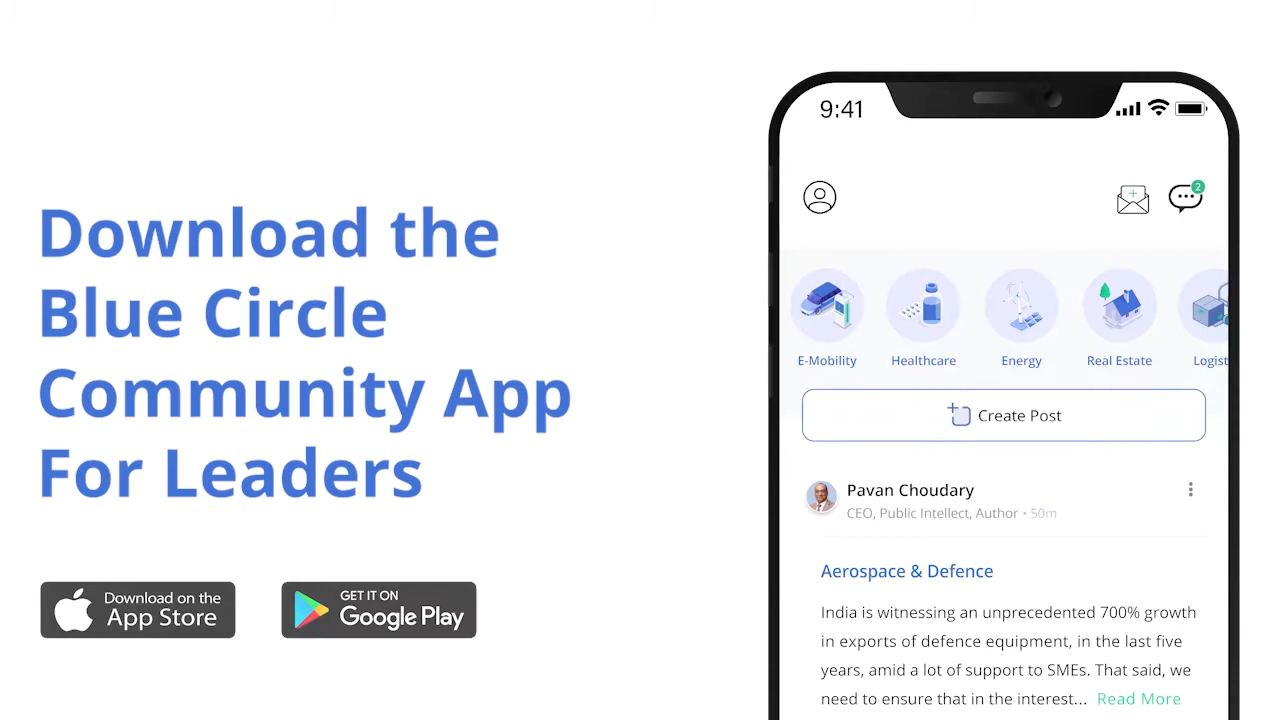 Download the
Blue Circle
Community App
For Leaders
Download on the
App Store
GET IT ON
Google Play
9:41
2
E-Mobility
Healthcare
Energy
Real Estate
Logist
Create Post
Pavan Choudary
CEO, Public Intellect, Author • 50m
Aerospace & Defence
India is witnessing an unprecedented 700% growth
in exports of defence equipment, in the last five
years, amid a lot of support to SMEs. That said, we
need to ensure that in the interest... Read More